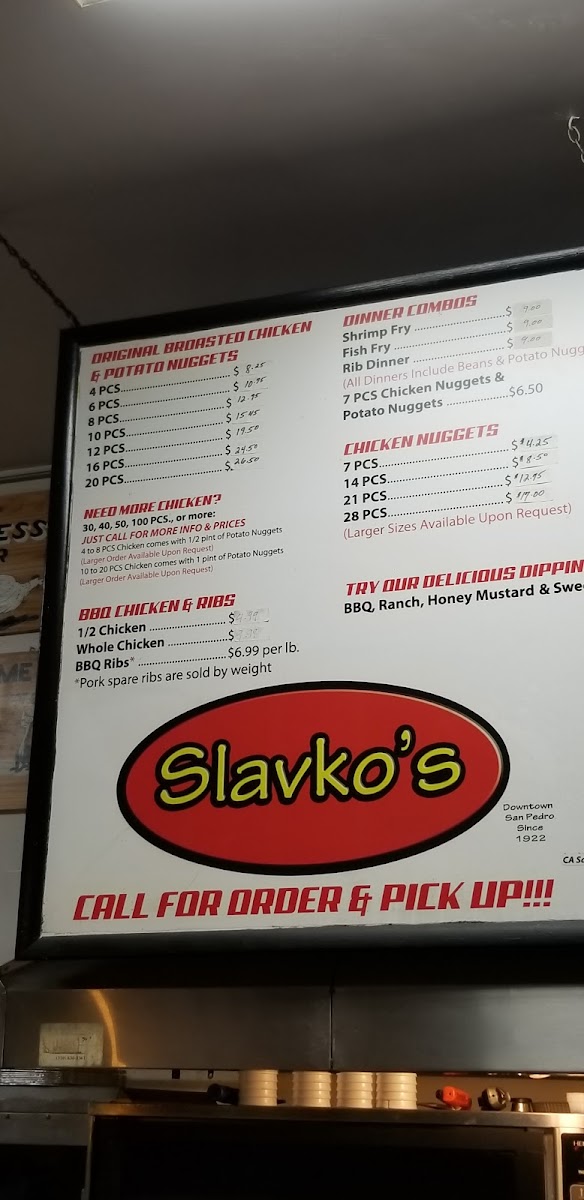 ORIGINAL BROASTED CHICKEN
& POTATO NUGGETS
4 PCS............ $ 8.25
6 PCS............ $ 10.95
8 PCS............ $ 12.95
10 PCS............ $ 15.45
12 PCS............ $ 19.50
16 PCS............ $ 24.50
20 PCS............ $ 26.50
NEED MORE CHICKEN?
30, 40, 50, 100 PCS., or more:
JUST CALL FOR MORE INFO & PRICES
4 to 8 PCS Chicken comes with 1/2 pint of Potato Nuggets
(Larger Order Available Upon Request)
10 to 20 PCS Chicken comes with 1 pint of Potato Nuggets
(Larger Order Available Upon Request)
BBQ CHICKEN & RIBS
1/2 Chicken ............ $
Whole Chicken ............ $
BBQ Ribs* ............ $6.99 per lb.
*Pork spare ribs are sold by weight
DINNER COMBOS
Shrimp Fry ............ $ 9.00
Fish Fry ............ $ 9.00
Rib Dinner ............ $ 9.00
(All Dinners Include Beans & Potato Nugg
7 PCS Chicken Nuggets &
Potato Nuggets ............ $6.50
CHICKEN NUGGETS
7 PCS............ $ $4.25
14 PCS............ $ $8.50
21 PCS............ $ $12.95
28 PCS............ $ $17.00
(Larger Sizes Available Upon Request)
TRY OUR DELICIOUS DIPPIN
BBQ, Ranch, Honey Mustard & Swe
Slavko's
Downtown
San Pedro
Since
1922
CA Sa
CALL FOR ORDER & PICK UP!!!
ESS
R
ME